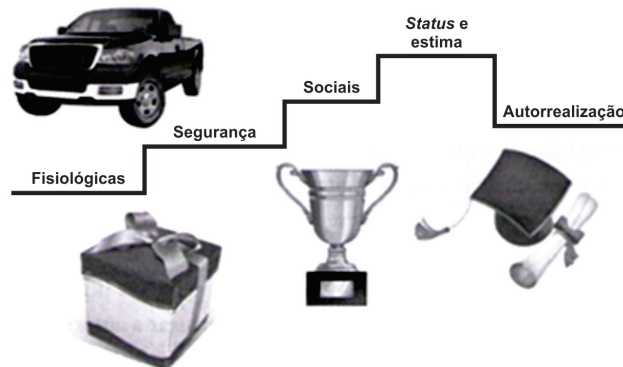 Status e
estima
Sociais
Autorrealização
Segurança
Fisiológicas